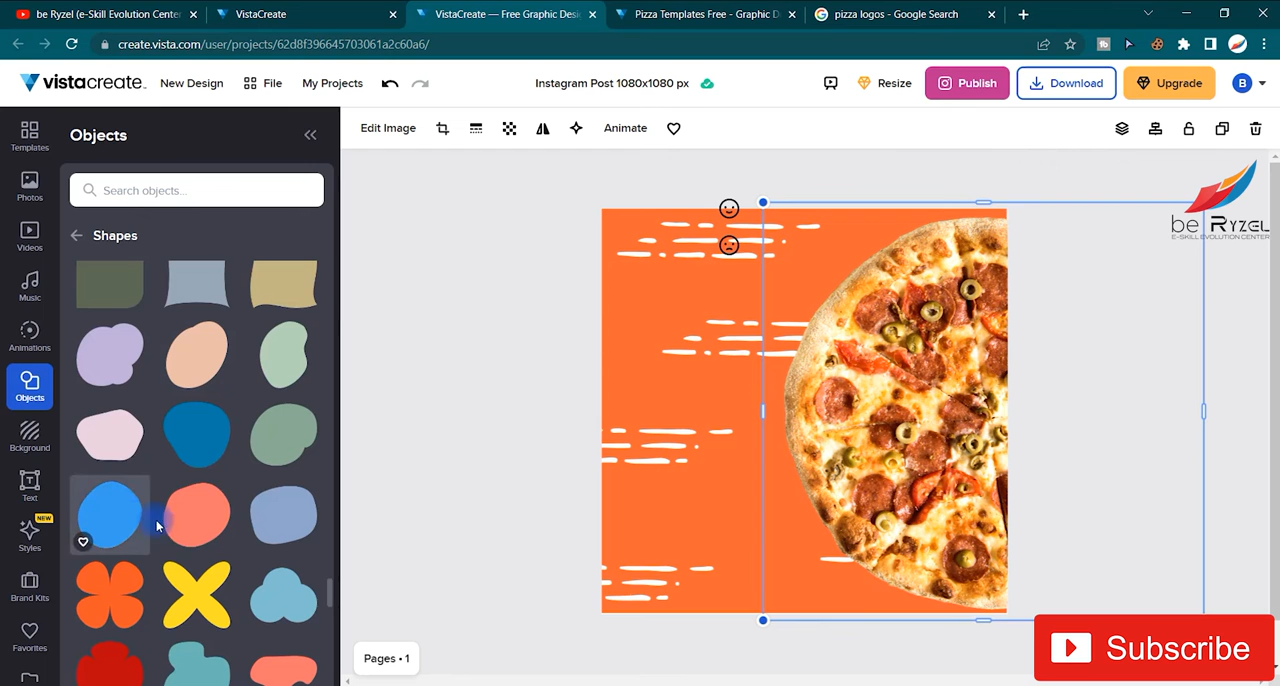 be Ryzel (e-Skill Evolution Center
VistaCreate
VistaCreate — Free Graphic Desi
Pizza Templates Free - Graphic D
pizza logos - Google Search
create.vista.com/user/projects/62d8f396645703061a2c60a6/
vistacreate
New Design
File
My Projects
Instagram Post 1080x1080 px
Resize
Publish
Download
Upgrade
B
Templates
Photos
Videos
Music
Animations
Objects
Bckground
Text
NEW
Styles
Brand Kits
Favorites
Objects
Search objects...
Shapes
Edit Image
Animate
be Ryzel
E-SKILL EVOLUTION CENTER
Pages • 1
Subscribe